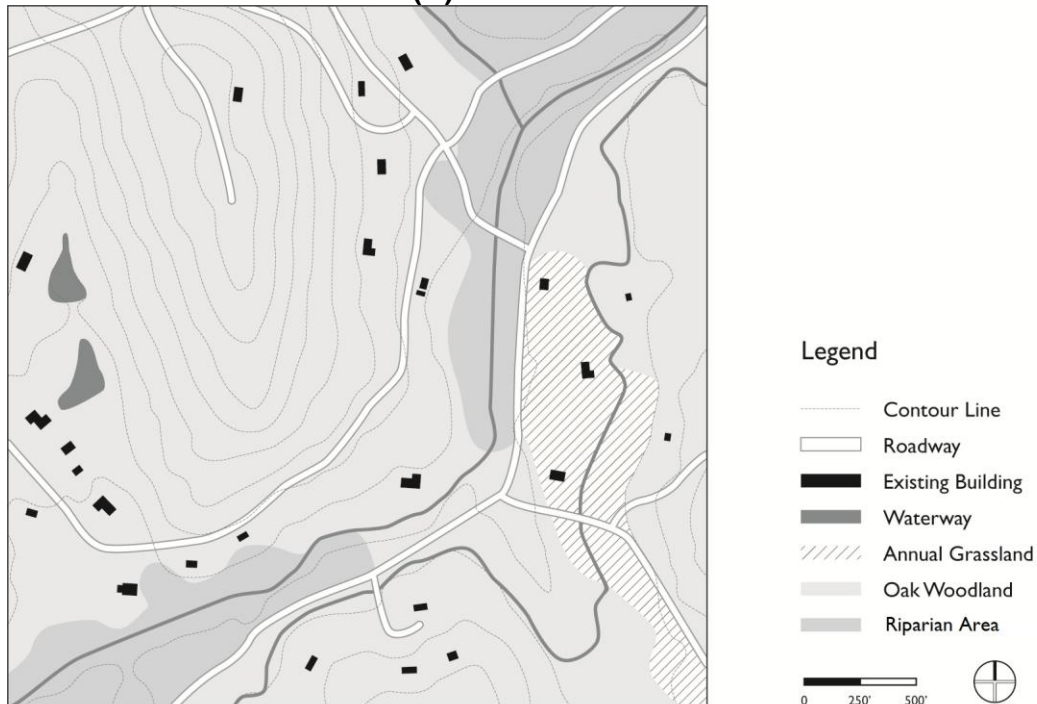 Legend
Contour Line
Roadway
Existing Building
Waterway
Annual Grassland
Oak Woodland
Riparian Area
0 250' 500'